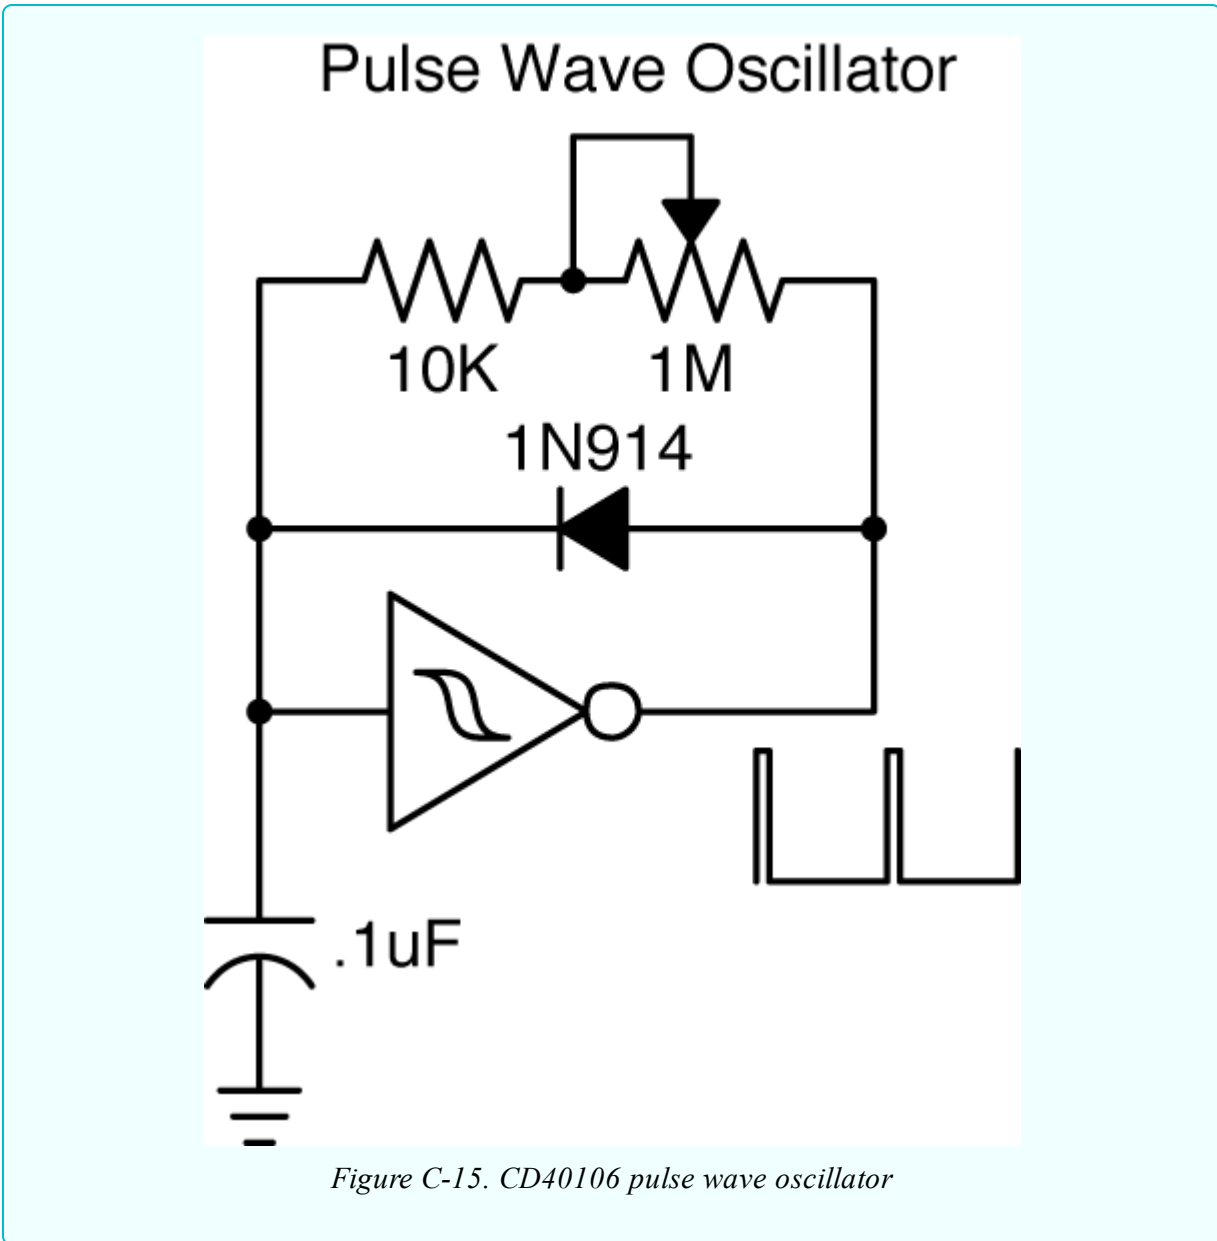 Pulse Wave Oscillator
10K
1M
1N914
.1uF
Figure C-15. CD40106 pulse wave oscillator